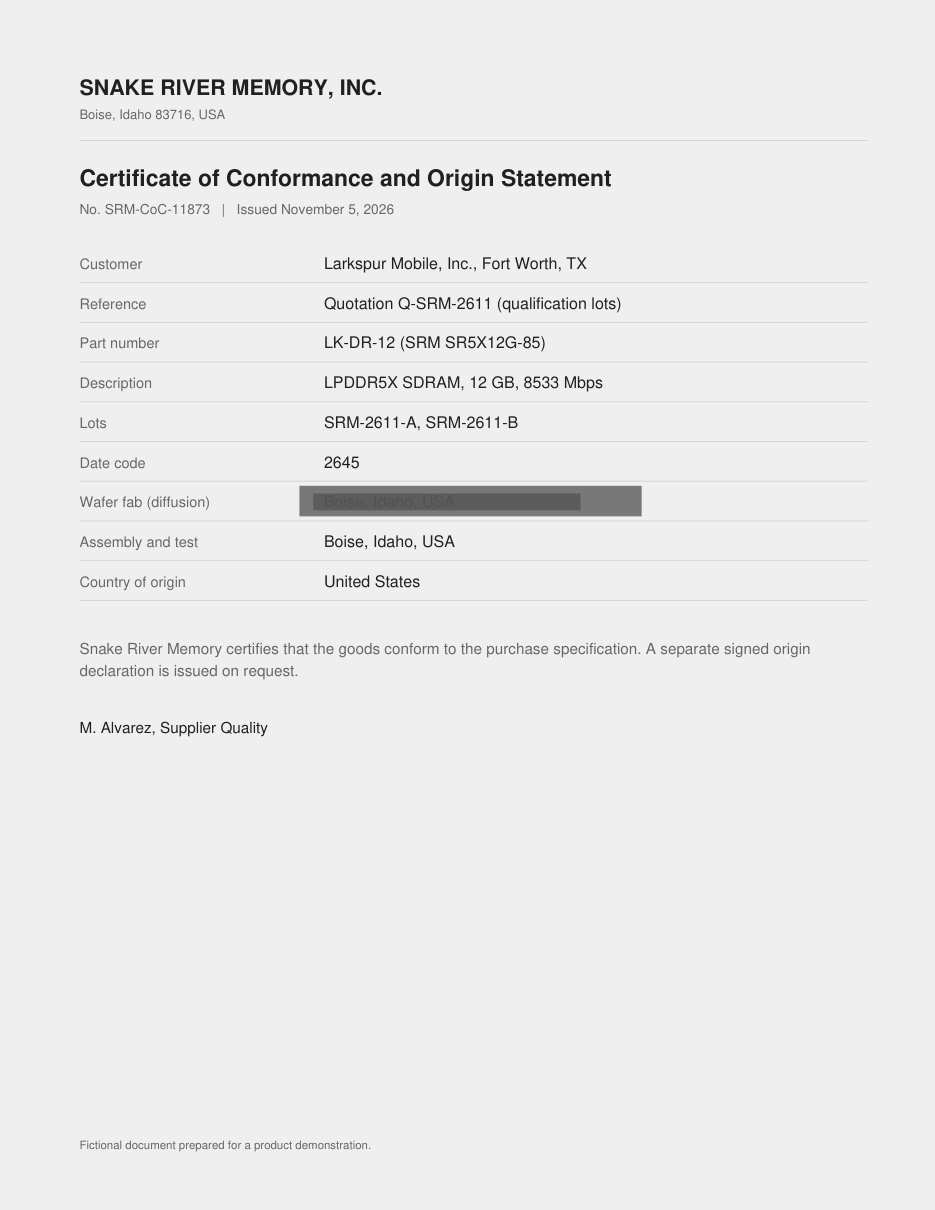 SNAKE RIVER MEMORY, INC.
Boise, Idaho 83716, USA
Certificate of Conformance and Origin Statement
No. SRM-CoC-11873 | Issued November 5, 2026
Customer Larkspur Mobile, Inc., Fort Worth, TX
Reference Quotation Q-SRM-2611 (qualification lots)
Part number LK-DR-12 (SRM SR5X12G-85)
Description LPDDR5X SDRAM, 12 GB, 8533 Mbps
Lots SRM-2611-A, SRM-2611-B
Date code 2645
Wafer fab (diffusion)
Assembly and test Boise, Idaho, USA
Country of origin United States
Snake River Memory certifies that the goods conform to the purchase specification. A separate signed origin
declaration is issued on request.
M. Alvarez, Supplier Quality
Fictional document prepared for a product demonstration.